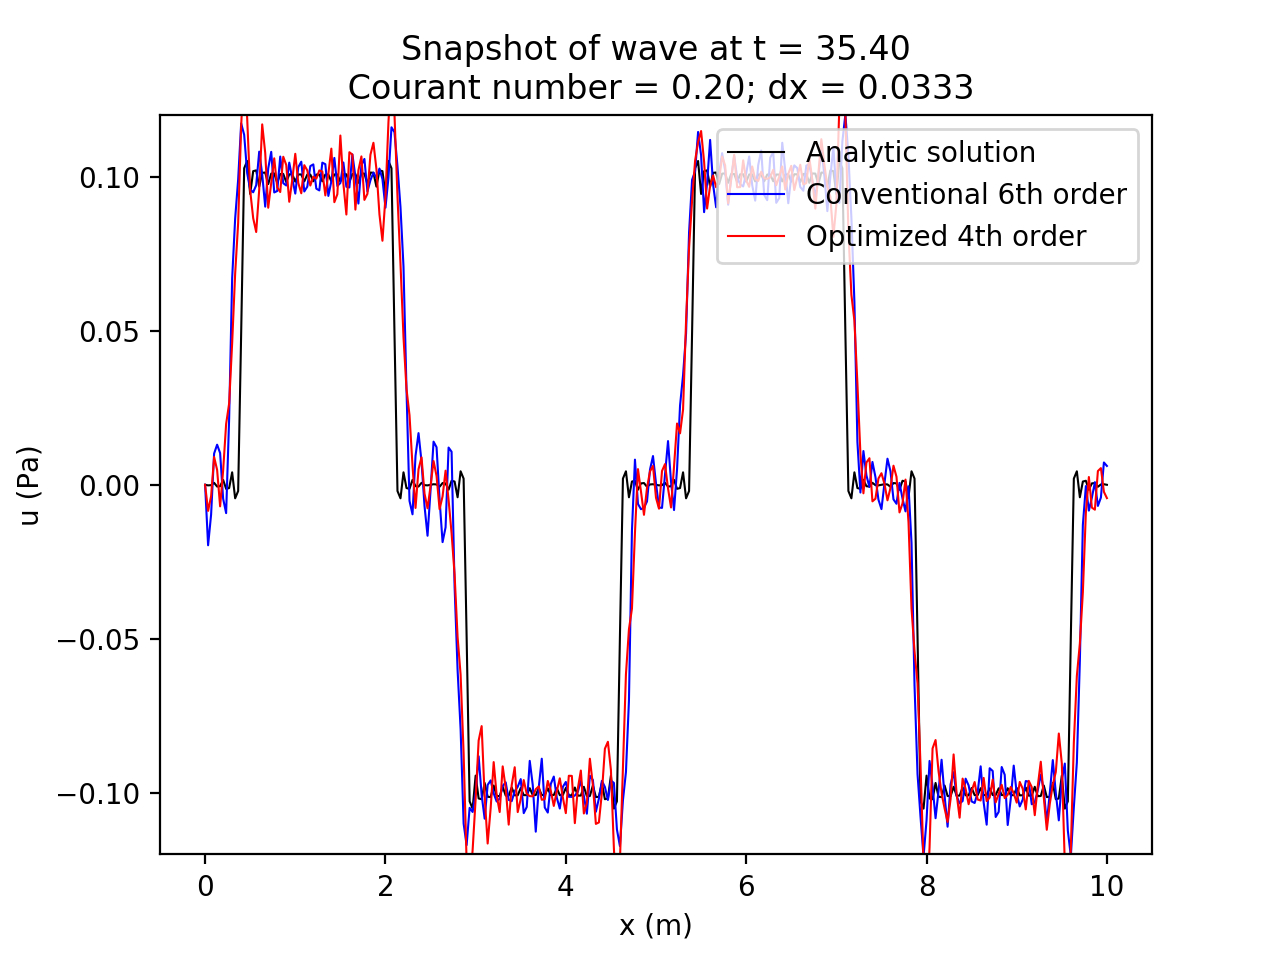 Snapshot of wave at t = 35.40
Courant number = 0.20; dx = 0.0333
Analytic solution
Conventional 6th order
Optimized 4th order
u (Pa)
0.10
0.05
0.00
−0.05
−0.10
0 2 4 6 8 10
x (m)